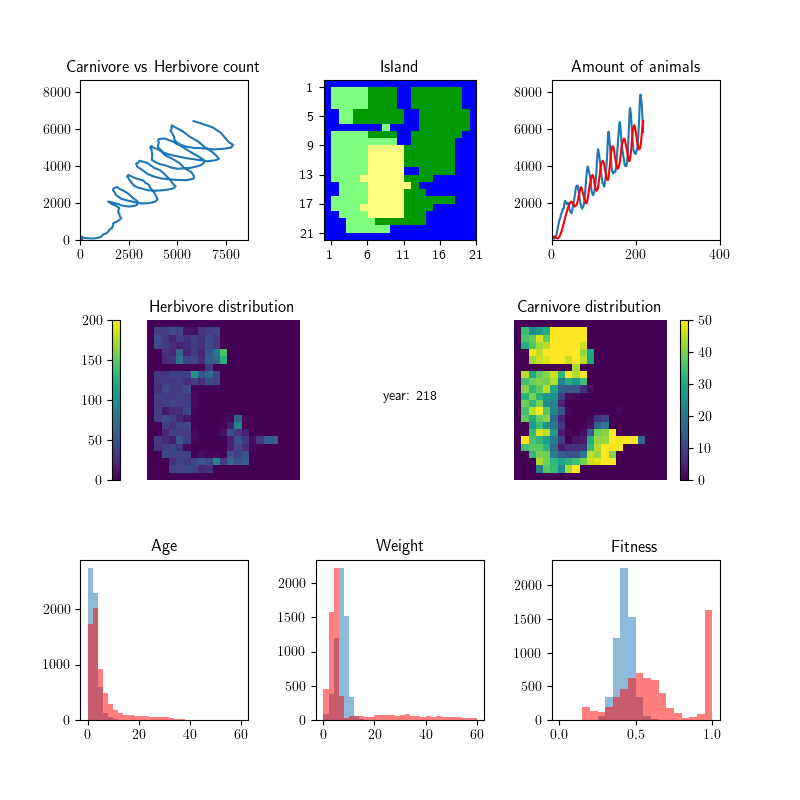 Carnivore vs Herbivore count
8000
6000
4000
2000
0
0 2500 5000 7500
Island
1
5
9
13
17
21
1 6 11 16 21
Amount of animals
8000
6000
4000
2000
0
0 200 400
Herbivore distribution
200
150
100
50
0
year: 218
Carnivore distribution
50
40
30
20
10
0
Age
2000
1000
0
0 20 40 60
Weight
2000
1500
1000
500
0
0 20 40 60
Fitness
2000
1500
1000
500
0
0.0 0.5 1.0